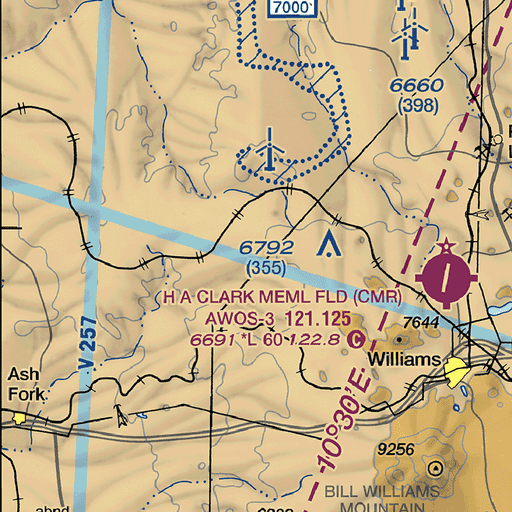 7000'
6660
(398)
6792
(355)
H A CLARK MEML FLD (CMR)
AWOS-3 121.125
6691 *L 60 122.8 C
7644
Williams
V 257
Ash
Fork
10°30'E
9256
BILL WILLIAMS
MOUNTAIN
abnd